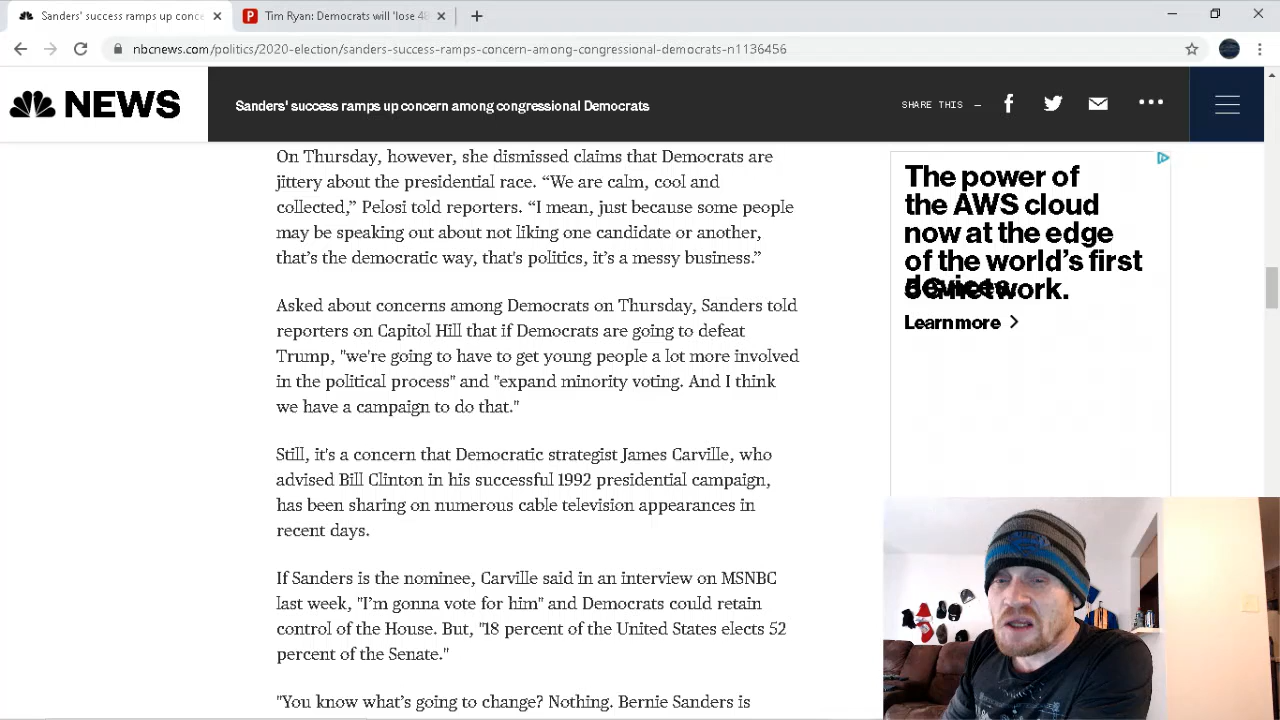 Sanders' success ramps up conce
Tim Ryan: Democrats will 'lose 48
nbcnews.com/politics/2020-election/sanders-success-ramps-concern-among-congressional-democrats-n1136456
NEWS
Sanders' success ramps up concern among congressional Democrats
SHARE THIS —
On Thursday, however, she dismissed claims that Democrats are
jittery about the presidential race. “We are calm, cool and
collected,” Pelosi told reporters. “I mean, just because some people
may be speaking out about not liking one candidate or another,
that’s the democratic way, that's politics, it’s a messy business.”
Asked about concerns among Democrats on Thursday, Sanders told
reporters on Capitol Hill that if Democrats are going to defeat
Trump, "we're going to have to get young people a lot more involved
in the political process" and "expand minority voting. And I think
we have a campaign to do that."
Still, it's a concern that Democratic strategist James Carville, who
advised Bill Clinton in his successful 1992 presidential campaign,
has been sharing on numerous cable television appearances in
recent days.
If Sanders is the nominee, Carville said in an interview on MSNBC
last week, "I’m gonna vote for him" and Democrats could retain
control of the House. But, "18 percent of the United States elects 52
percent of the Senate."
"You know what’s going to change? Nothing. Bernie Sanders is
The power of
the AWS cloud
now at the edge
of the world’s first
network.
Learn more